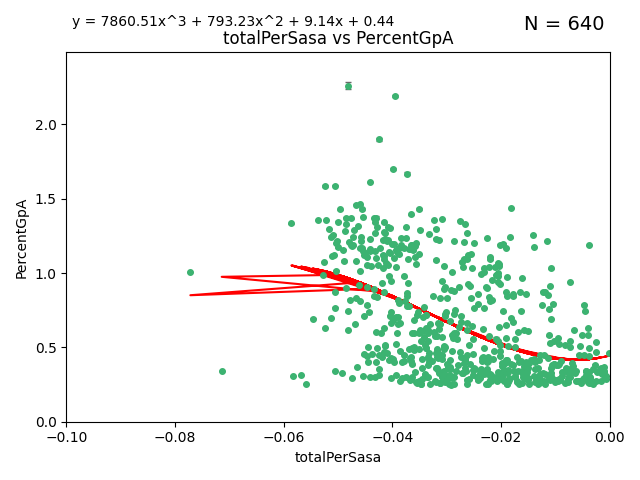 y = 7860.51x^3 + 793.23x^2 + 9.14x + 0.44
N = 640
totalPerSasa vs PercentGpA
PercentGpA
2.0
1.5
1.0
0.5
0.0
−0.10 −0.08 −0.06 −0.04 −0.02 0.00
totalPerSasa